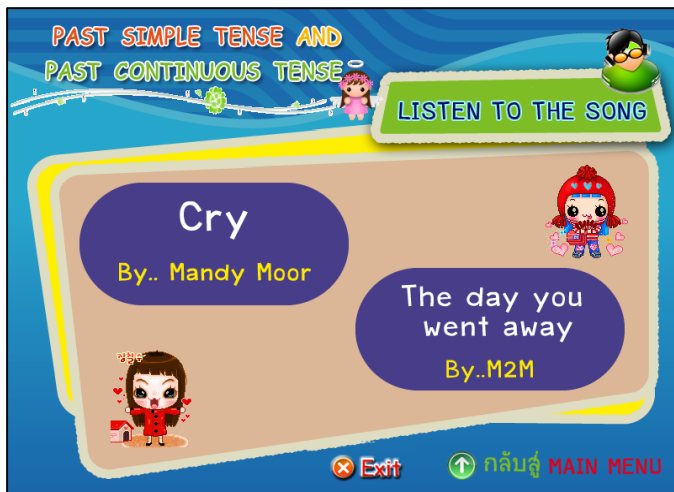 PAST SIMPLE TENSE AND
PAST CONTINUOUS TENSE
LISTEN TO THE SONG
Cry
By.. Mandy Moor
The day you
went away
By..M2M
Exit
กลับสู่ MAIN MENU